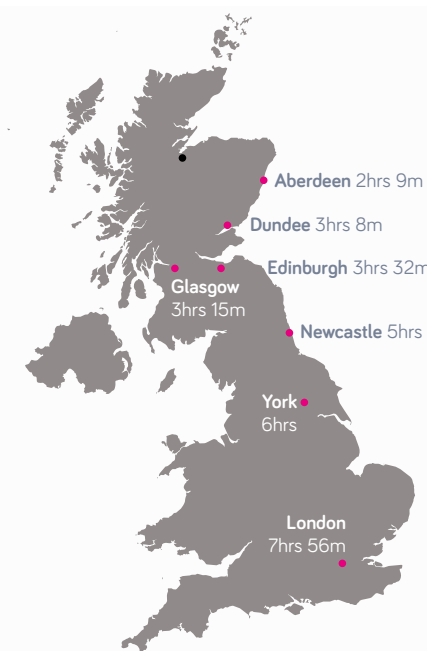 Aberdeen 2hrs 9m
Dundee 3hrs 8m
Edinburgh 3hrs 32m
Glasgow
3hrs 15m
Newcastle 5hrs
York
6hrs
London
7hrs 56m